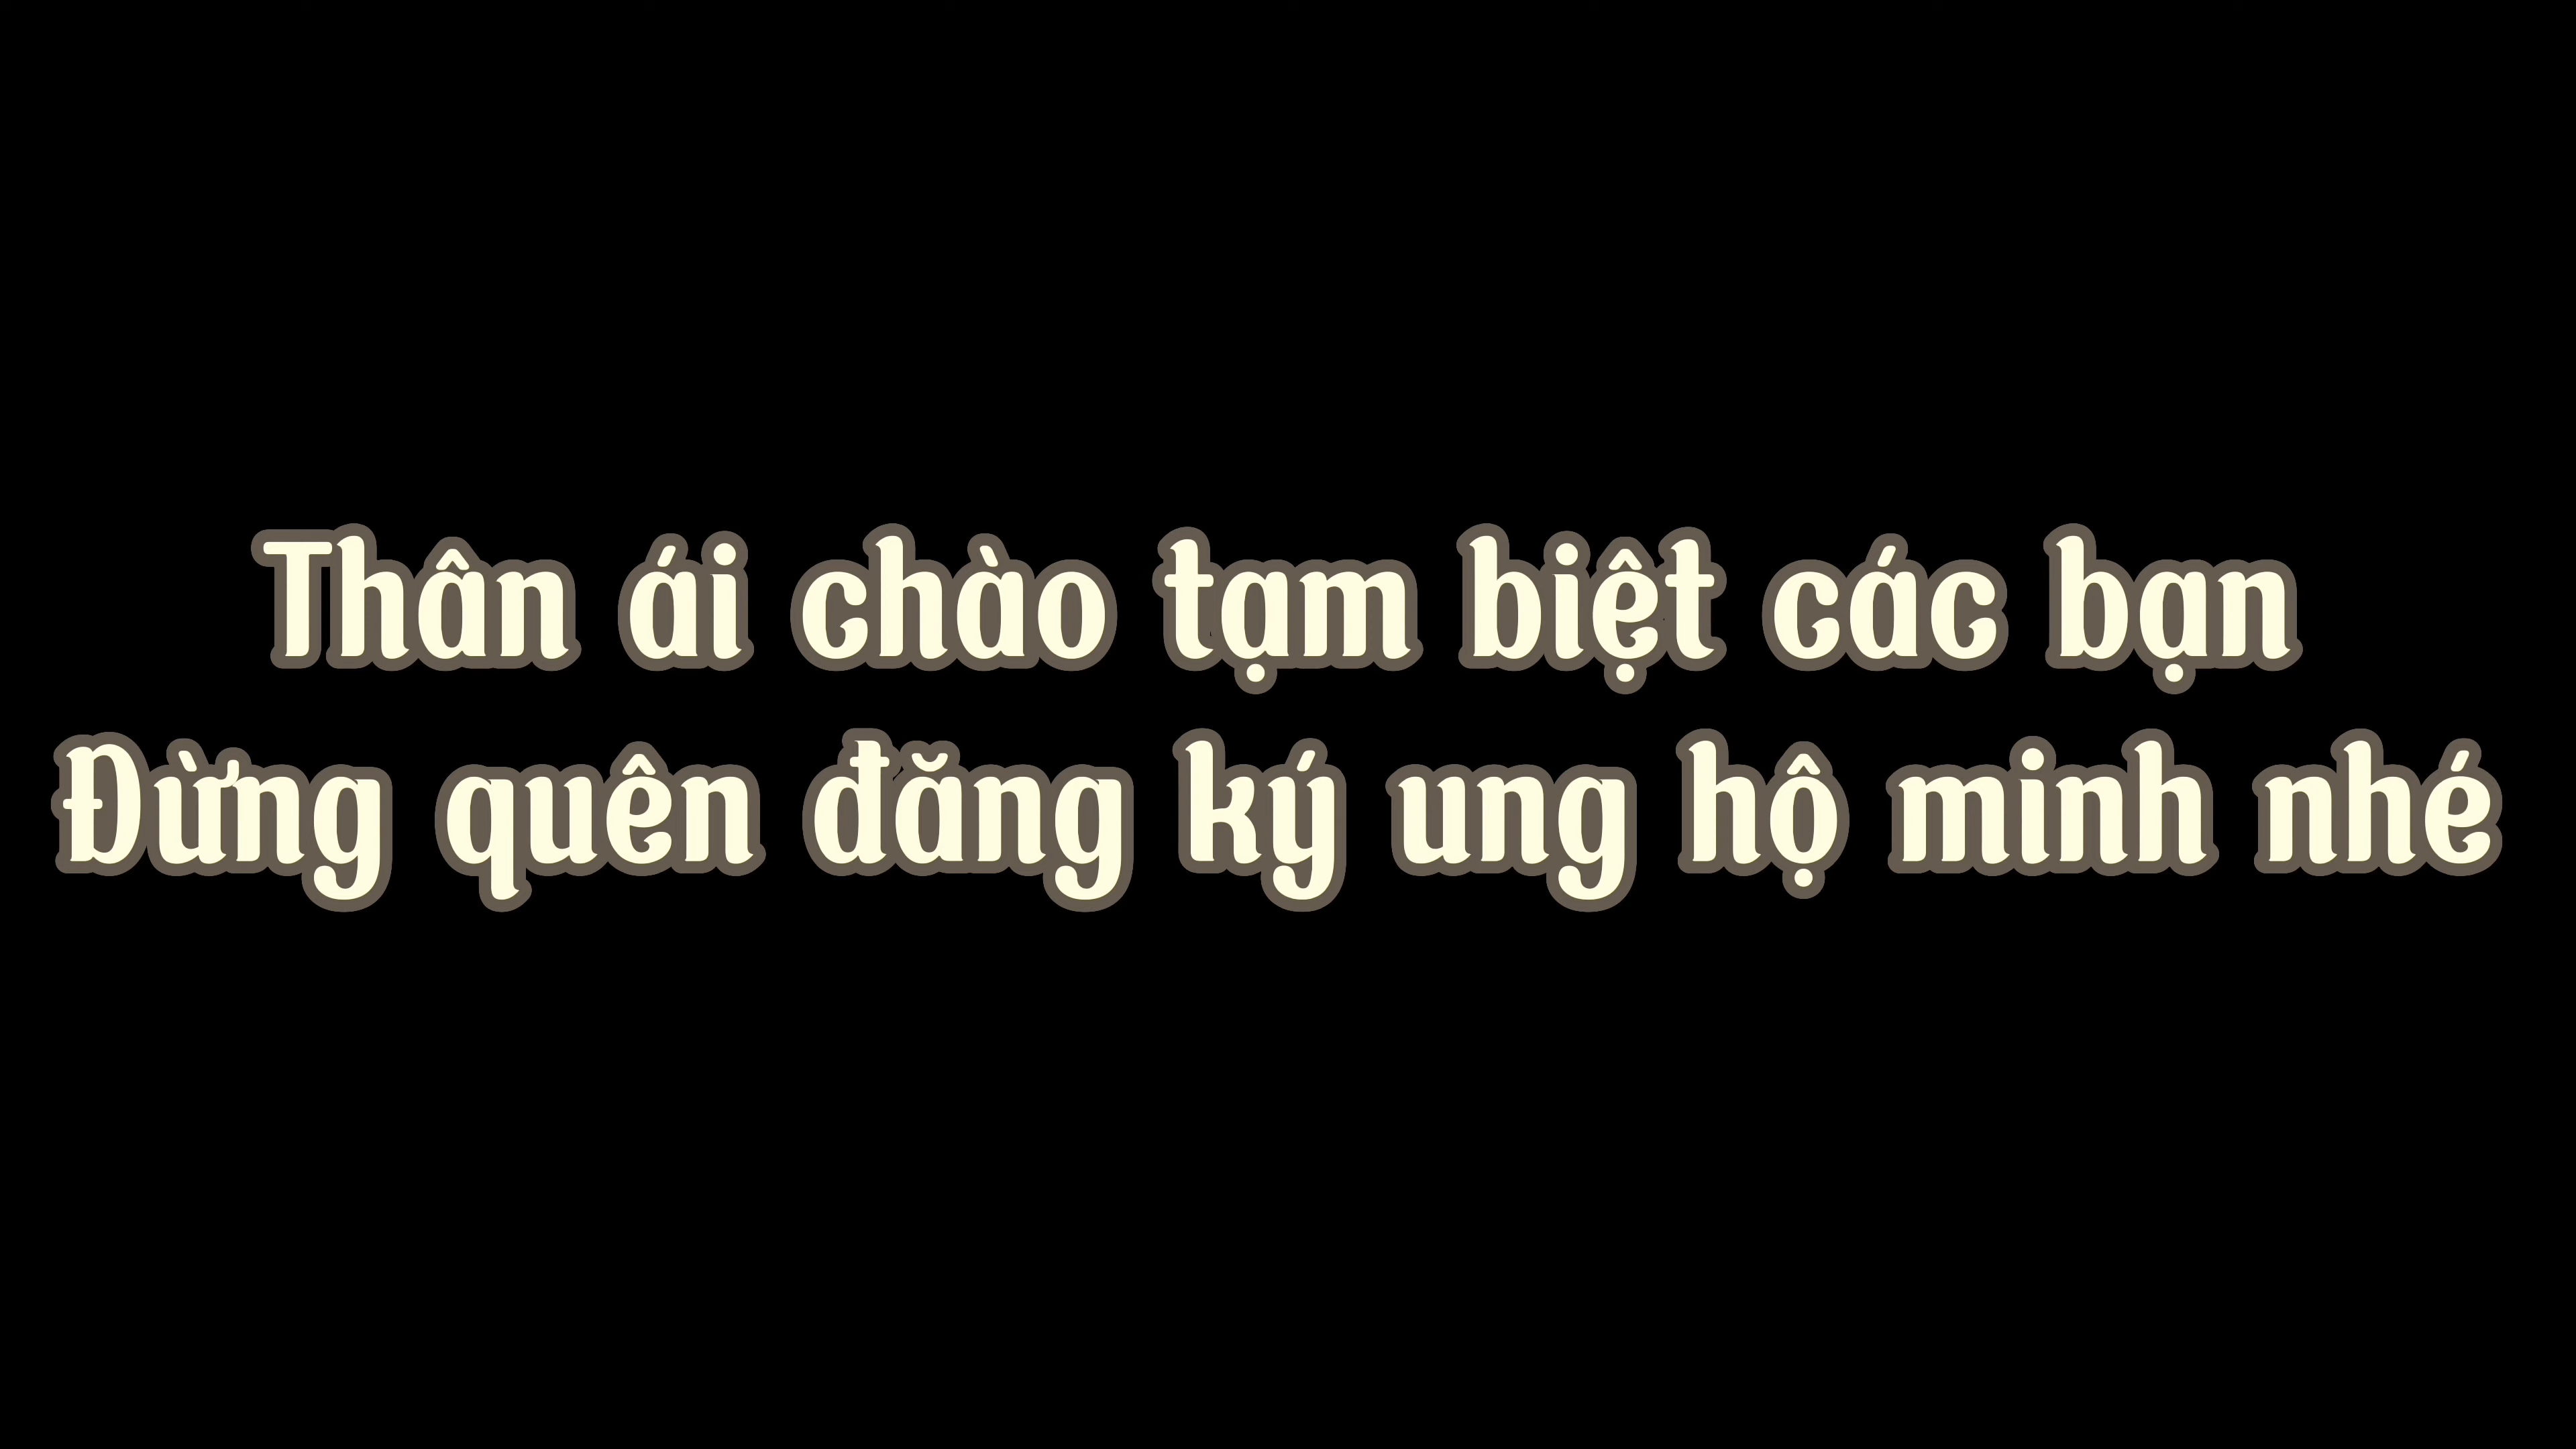 Thân ái chào tạm biệt các bạn
Đừng quên đăng ký ung hộ minh nhé